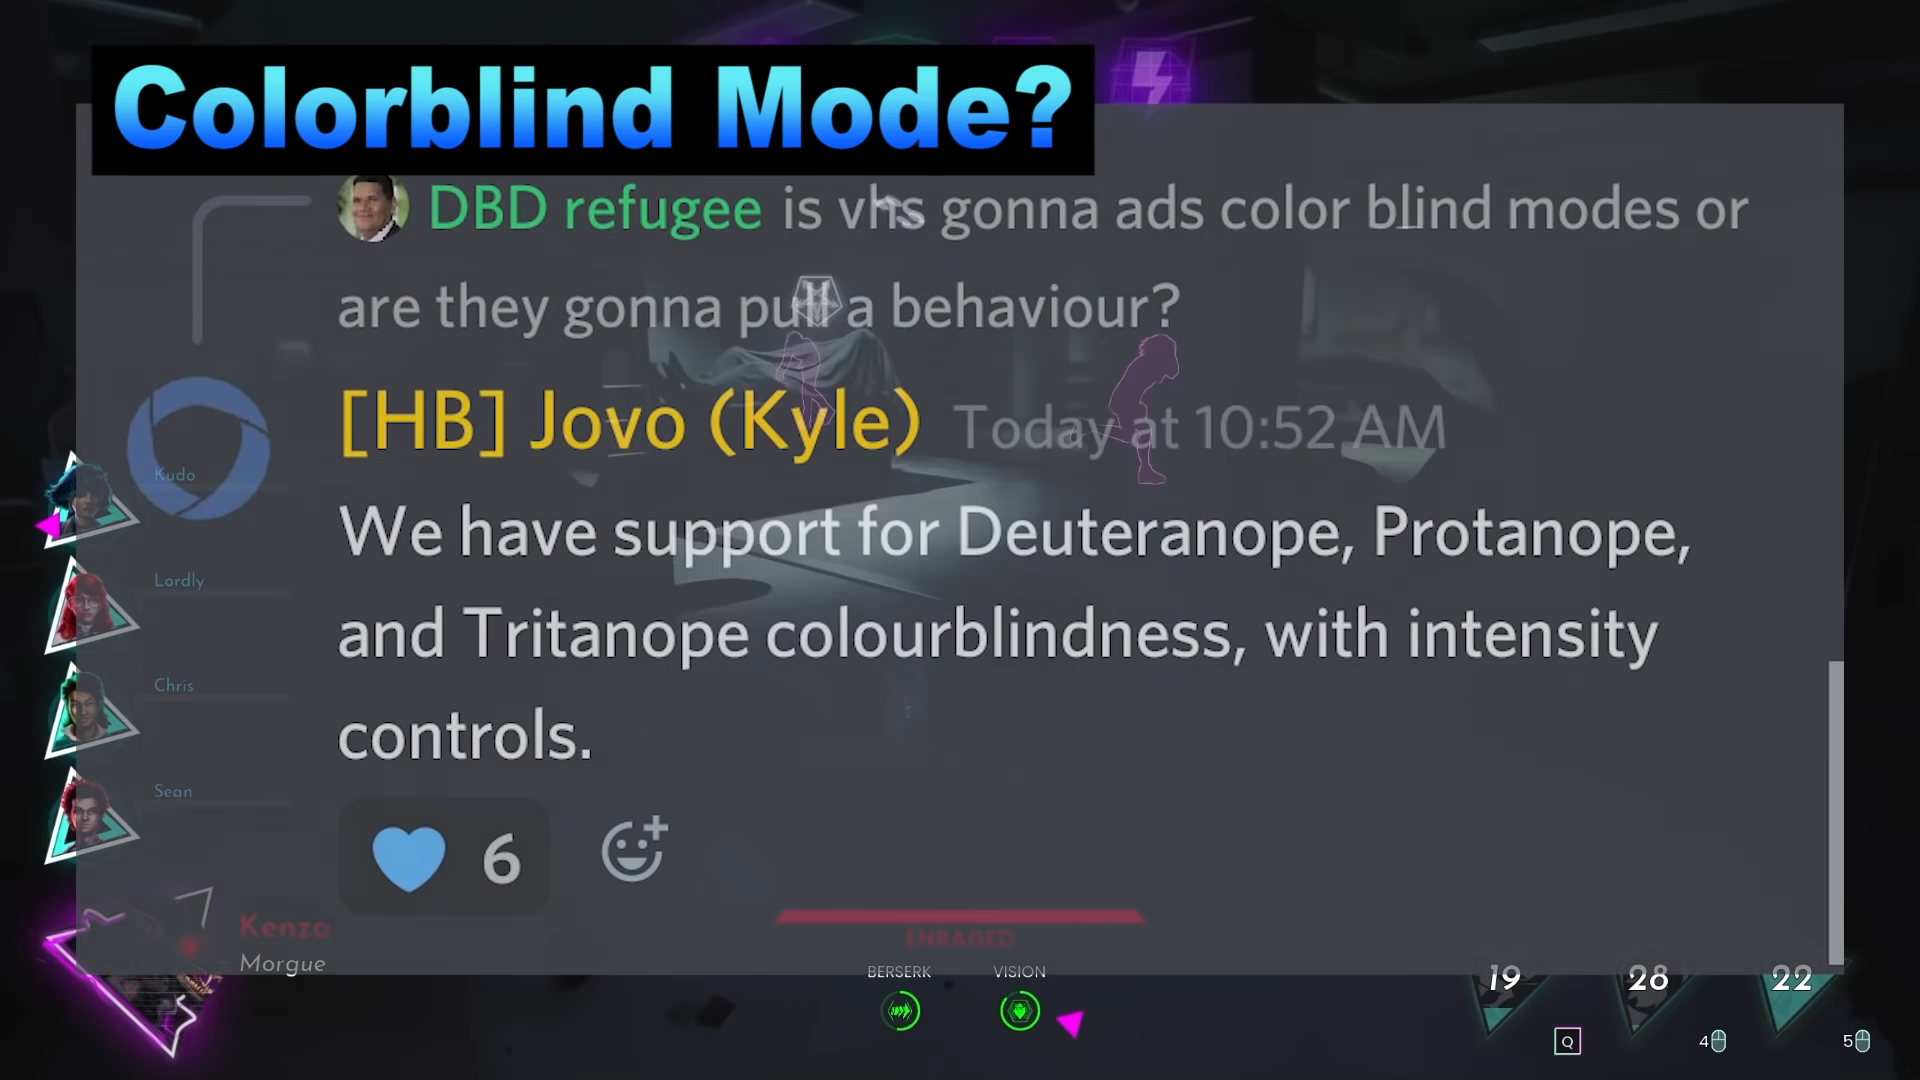 Colorblind Mode?
DBD refugee is vhs gonna ads color blind modes or
are they gonna pull a behaviour?
[HB] Jovo (Kyle) Today at 10:52 AM
Kudo
We have support for Deuteranope, Protanope,
Lordly
and Tritanope colourblindness, with intensity
Chris
controls.
Sean
6
Kenzo
ENRAGED
Morgue
BERSERK VISION
19 28 22
Q 4 5